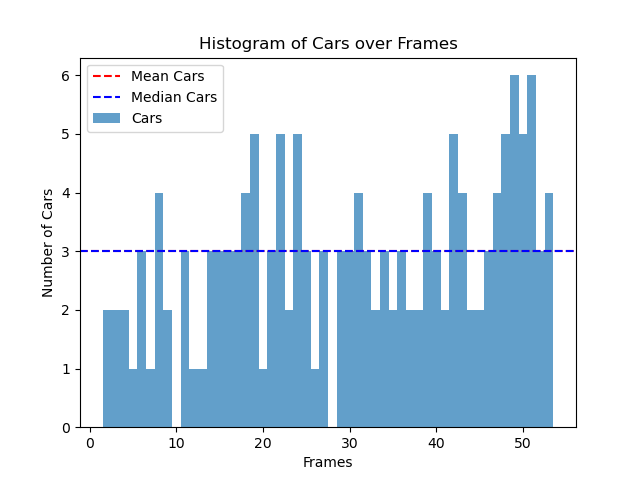 Histogram of Cars over Frames
Mean Cars
Median Cars
Cars
Number of Cars
6
5
4
3
2
1
0
0 10 20 30 40 50
Frames